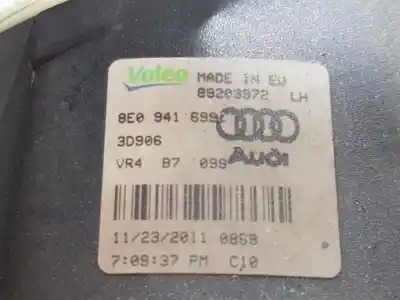 Valeo MADE IN EU
89203972 LH
8E0 941 699
3D906
VR4 B7 099 Audi
11/23/2011 0869
7:09:37 PM C10